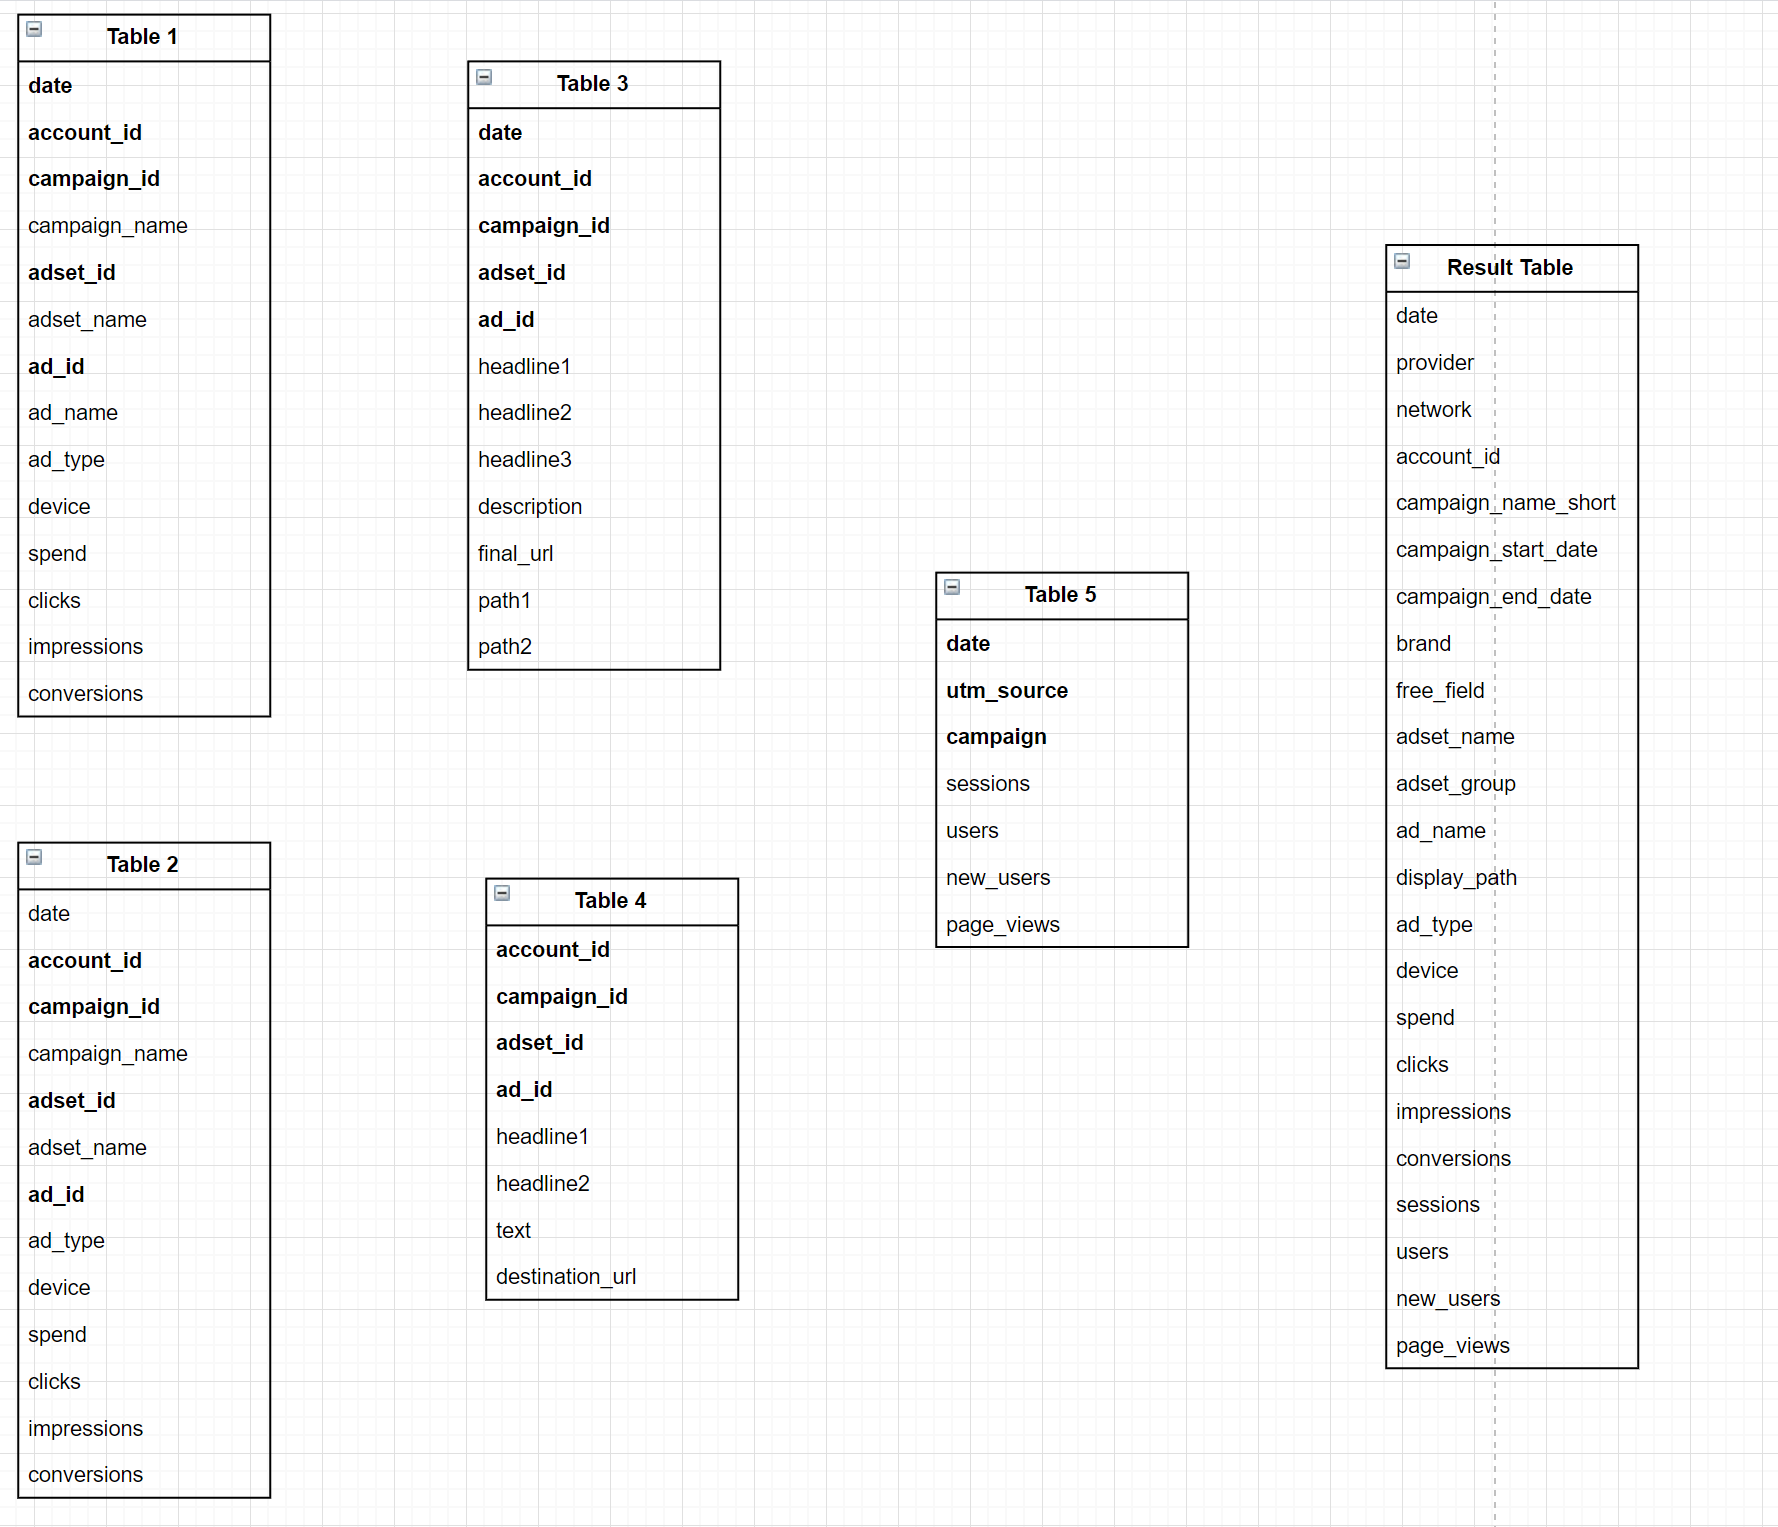 Table 1
date
account_id
campaign_id
campaign_name
adset_id
adset_name
ad_id
ad_name
ad_type
device
spend
clicks
impressions
conversions
Table 2
date
account_id
campaign_id
campaign_name
adset_id
adset_name
ad_id
ad_type
device
spend
clicks
impressions
conversions
Table 3
date
account_id
campaign_id
adset_id
ad_id
headline1
headline2
headline3
description
final_url
path1
path2
Table 4
account_id
campaign_id
adset_id
ad_id
headline1
headline2
text
destination_url
Table 5
date
utm_source
campaign
sessions
users
new_users
page_views
Result Table
date
provider
network
account_id
campaign_name_short
campaign_start_date
campaign_end_date
brand
free_field
adset_name
adset_group
ad_name
display_path
ad_type
device
spend
clicks
impressions
conversions
sessions
users
new_users
page_views